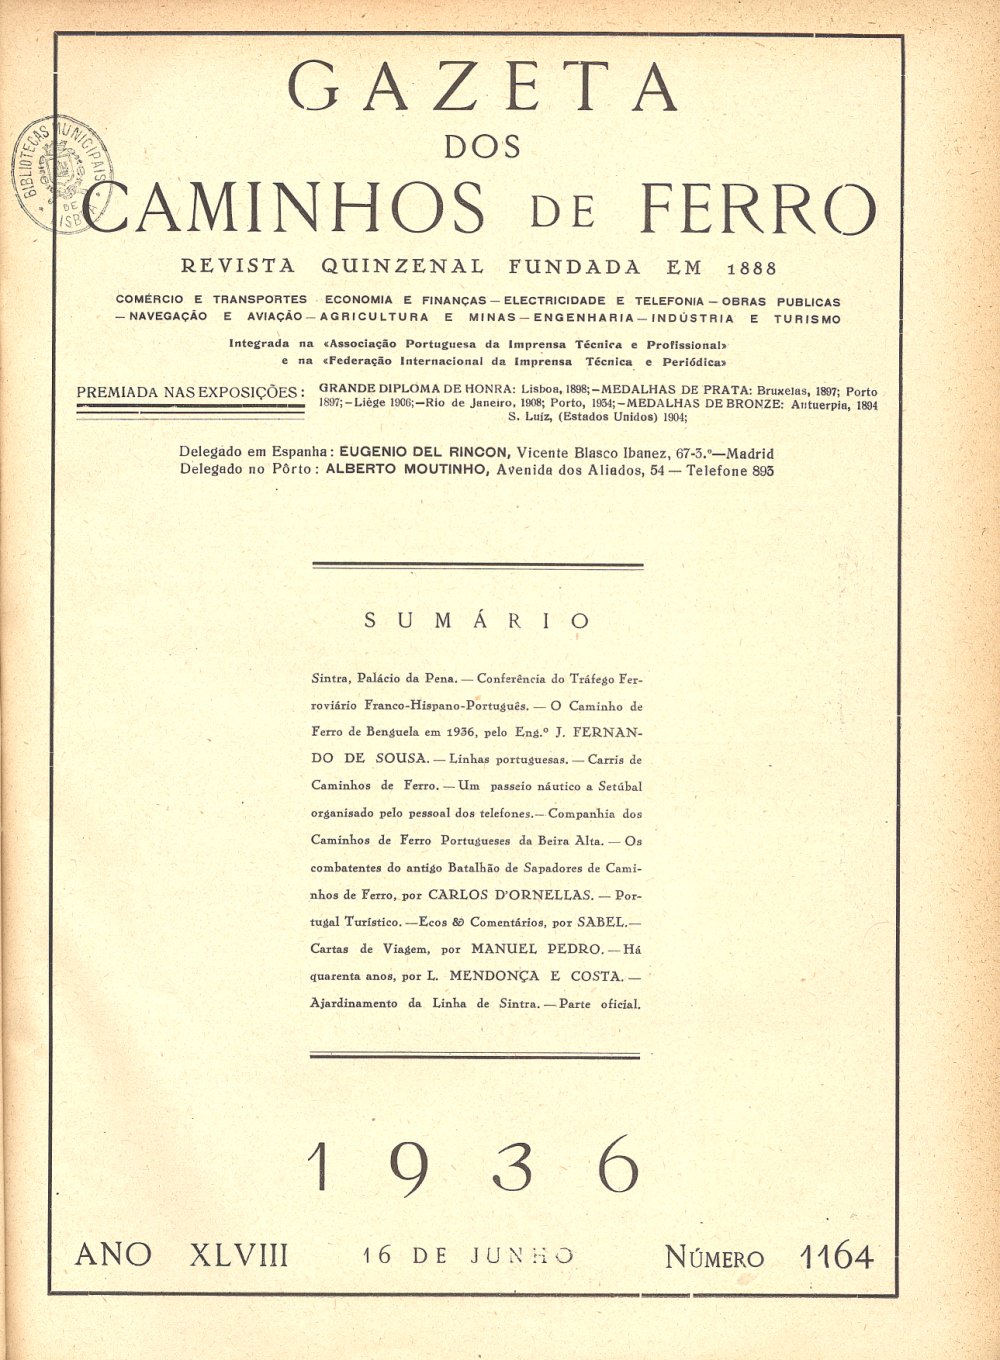 GAZETA
DOS
CAMINHOS DE FERRO
REVISTA QUINZENAL FUNDADA EM 1888
COMÉRCIO E TRANSPORTES - ECONOMIA E FINANÇAS — ELECTRICIDADE E TELEFONIA — OBRAS PUBLICAS
— NAVEGAÇÃO E AVIAÇÃO — AGRICULTURA E MINAS — ENGENHARIA — INDÚSTRIA E TURISMO
Integrada na «Associação Portuguesa da Imprensa Técnica e Profissional»
e na «Federação Internacional da Imprensa Técnica e Periódica»
PREMIADA NAS EXPOSIÇÕES:
GRANDE DIPLOMA DE HONRA: Lisboa, 1898; — MEDALHAS DE PRATA: Bruxelas, 1897; Porto
1897; — Liége 1906; — Rio de Janeiro, 1908; Porto, 1934; — MEDALHAS DE BRONZE: Antuerpia, 1894
S. Luiz, (Estados Unidos) 1904;
Delegado em Espanha: EUGENIO DEL RINCON, Vicente Blasco Ibanez, 67-3.º—Madrid
Delegado no Pôrto: ALBERTO MOUTINHO, Avenida dos Aliados, 54 — Telefone 893
SUMÁRIO
Sintra, Palácio da Pena. — Conferência do Tráfego Fer-
roviário Franco-Hispano-Português. — O Caminho de
Ferro de Benguela em 1936, pelo Eng.º J. FERNAN-
DO DE SOUSA. — Linhas portuguesas. — Carris de
Caminhos de Ferro. — Um passeio náutico a Setúbal
organisado pelo pessoal dos telefones. — Companhia dos
Caminhos de Ferro Portugueses da Beira Alta. — Os
combatentes do antigo Batalhão de Sapadores de Cami-
nhos de Ferro, por CARLOS D'ORNELLAS. — Por-
tugal Turístico. — Ecos & Comentários, por SABEL. —
Cartas de Viagem, por MANUEL PEDRO. — Há
quarenta anos, por L. MENDONÇA E COSTA. —
Ajardinamento da Linha de Sintra. — Parte oficial.
1936
ANO XLVIII 16 DE JUNHO NÚMERO 1164
BIBLIOTECAS MUNICIPAIS
DE
LISBOA